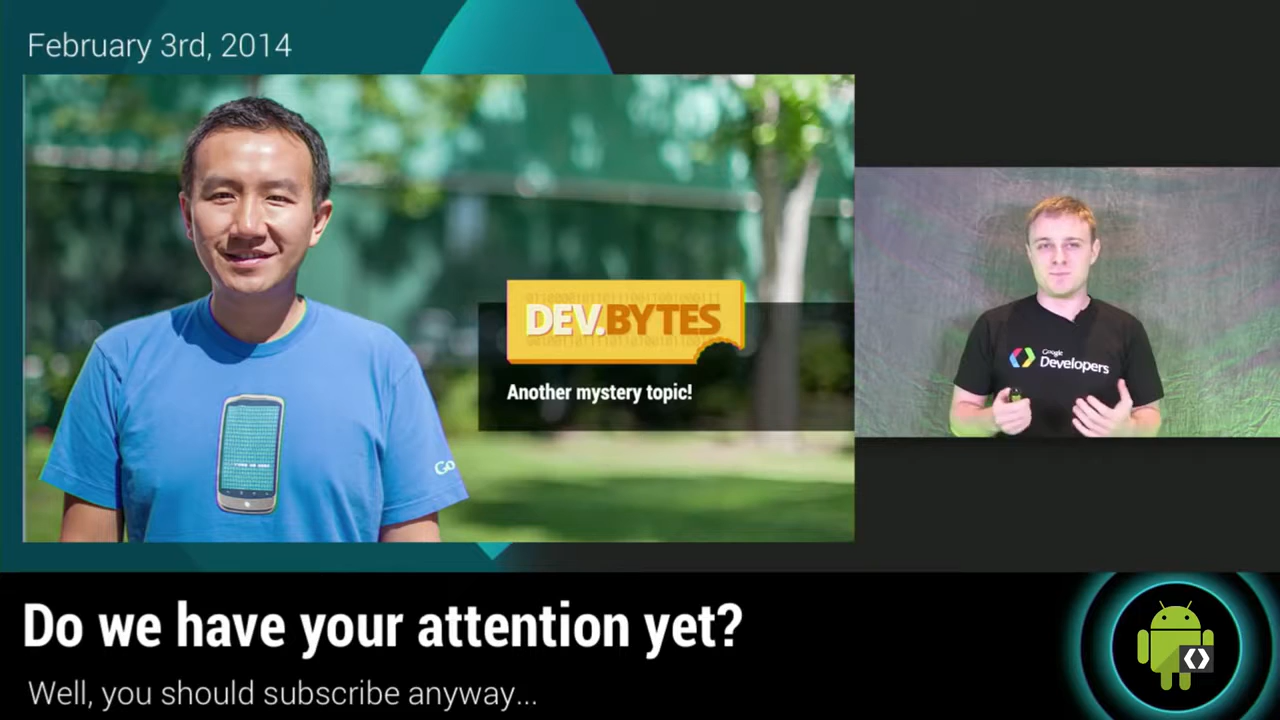 February 3rd, 2014
DEV.BYTES
Another mystery topic!
Go
Google
Developers
Do we have your attention yet?
Well, you should subscribe anyway...